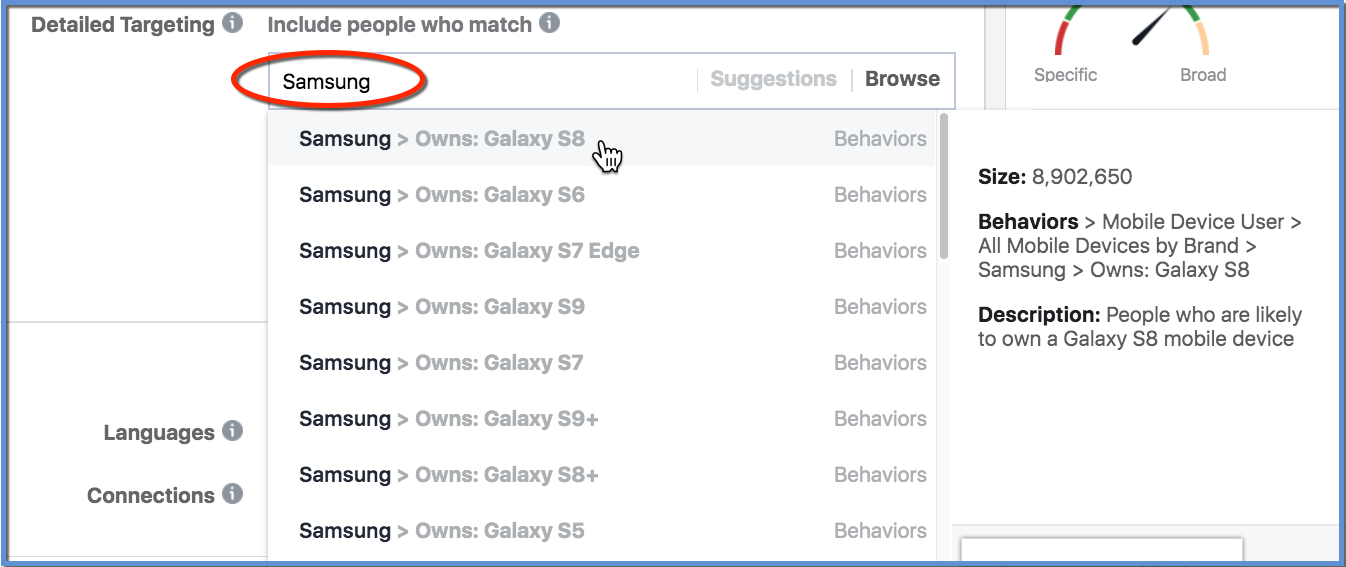 Detailed Targeting
Include people who match
Samsung
Suggestions
Browse
Specific
Broad
Samsung > Owns: Galaxy S8
Behaviors
Samsung > Owns: Galaxy S6
Behaviors
Samsung > Owns: Galaxy S7 Edge
Behaviors
Samsung > Owns: Galaxy S9
Behaviors
Samsung > Owns: Galaxy S7
Behaviors
Samsung > Owns: Galaxy S9+
Behaviors
Samsung > Owns: Galaxy S8+
Behaviors
Samsung > Owns: Galaxy S5
Behaviors
Size: 8,902,650
Behaviors > Mobile Device User >
All Mobile Devices by Brand >
Samsung > Owns: Galaxy S8
Description: People who are likely
to own a Galaxy S8 mobile device
Languages
Connections